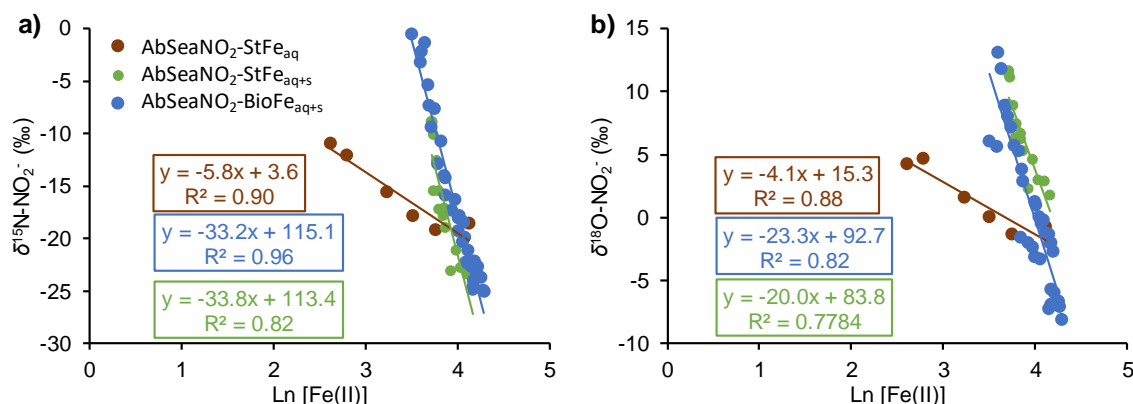 a)
AbSeaNO₂-StFeaq
AbSeaNO₂-StFeaq+s
AbSeaNO₂-BioFeaq+s
δ¹⁵N-NO₂⁻ (‰)
0
-5
-10
-15
-20
-25
-30
y = -5.8x + 3.6
R² = 0.90
y = -33.2x + 115.1
R² = 0.96
y = -33.8x + 113.4
R² = 0.82
0 1 2 3 4 5
Ln [Fe(II)]
b)
δ¹⁸O-NO₂⁻ (‰)
15
10
5
0
-5
-10
y = -4.1x + 15.3
R² = 0.88
y = -23.3x + 92.7
R² = 0.82
y = -20.0x + 83.8
R² = 0.7784
0 1 2 3 4 5
Ln [Fe(II)]